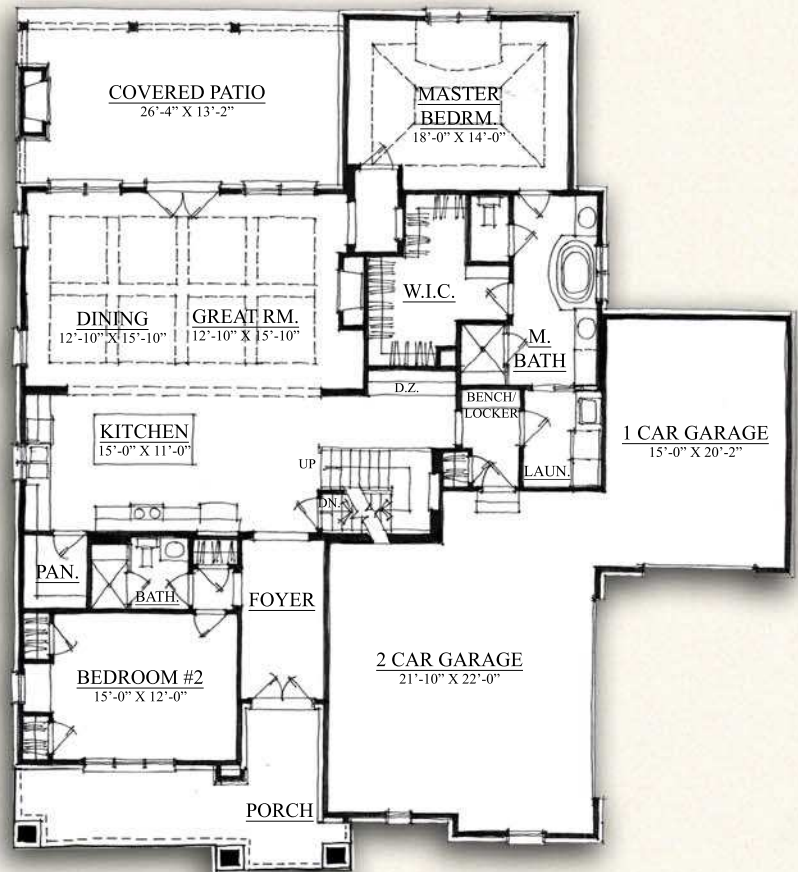 COVERED PATIO
26'-4" X 13'-2"
MASTER
BEDRM.
18'-0" X 14'-0"
W.I.C.
DINING
12'-10" X 15'-10"
GREAT RM.
12'-10" X 15'-10"
M.
BATH
D.Z.
BENCH/
LOCKER
KITCHEN
15'-0" X 11'-0"
1 CAR GARAGE
15'-0" X 20'-2"
UP
LAUN.
DN.
PAN.
BATH.
FOYER
2 CAR GARAGE
21'-10" X 22'-0"
BEDROOM #2
15'-0" X 12'-0"
PORCH